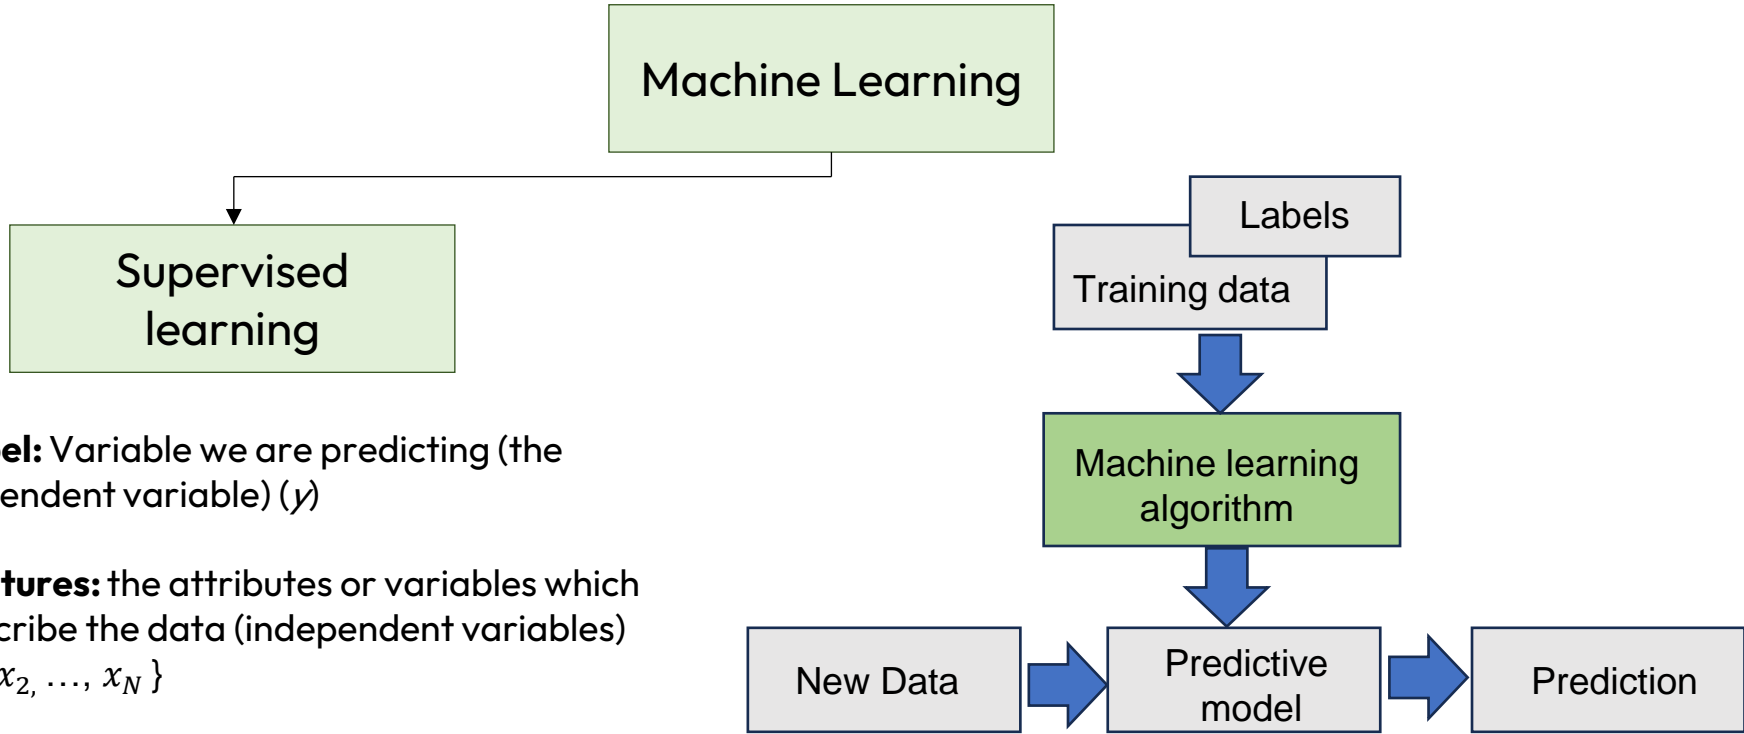 Machine Learning
Supervised
learning
Labels
Training data
Machine learning
algorithm
New Data
Predictive
model
Prediction
el: Variable we are predicting (the
endent variable) (y)
tures: the attributes or variables which
cribe the data (independent variables)
x₂, …, x_N }